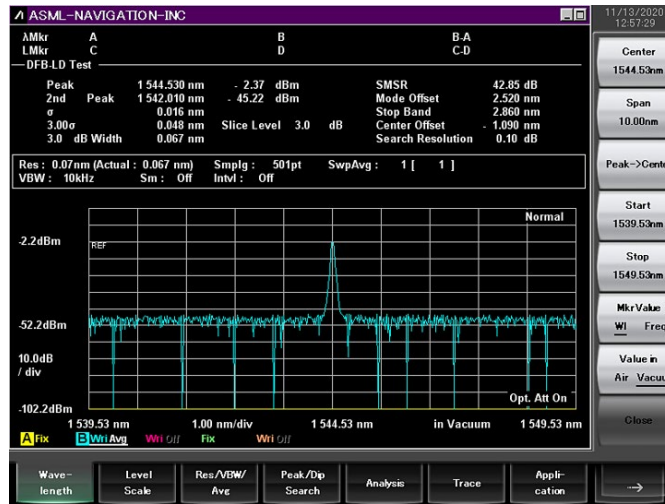 ASML-NAVIGATION-INC
11/13/2020
12:57:29
λMkr A B B-A
LMkr C D C-D
DFB-LD Test
Peak 1 544.530 nm - 2.37 dBm SMSR 42.85 dB
2nd Peak 1 542.010 nm - 45.22 dBm Mode Offset 2.520 nm
σ 0.016 nm Stop Band 2.860 nm
3.00σ 0.048 nm Slice Level 3.0 dB Center Offset - 1.090 nm
3.0 dB Width 0.067 nm Search Resolution 0.10 dB
Res : 0.07nm (Actual : 0.067 nm) Smplg : 501pt SwpAvg : 1 [ 1 ]
VBW : 10kHz Sm : Off Intvl : Off
Normal
-2.2dBm
REF
-52.2dBm
10.0dB
/ div
Opt. Att On
-102.2dBm
1 539.53 nm 1.00 nm/div 1 544.53 nm in Vacuum 1 549.53 nm
A Fix B Wri Avg Wri Off Fix Wri Off
Center
1544.53nm
Span
10.00nm
Peak->Cente
Start
1539.53nm
Stop
1549.53nm
MkrValue
Wl Freq
Value in
Air Vacuu
Close
Wave-
length
Level
Scale
Res/VBW/
Avg
Peak/Dip
Search
Analysis
Trace
Appli-
cation
→